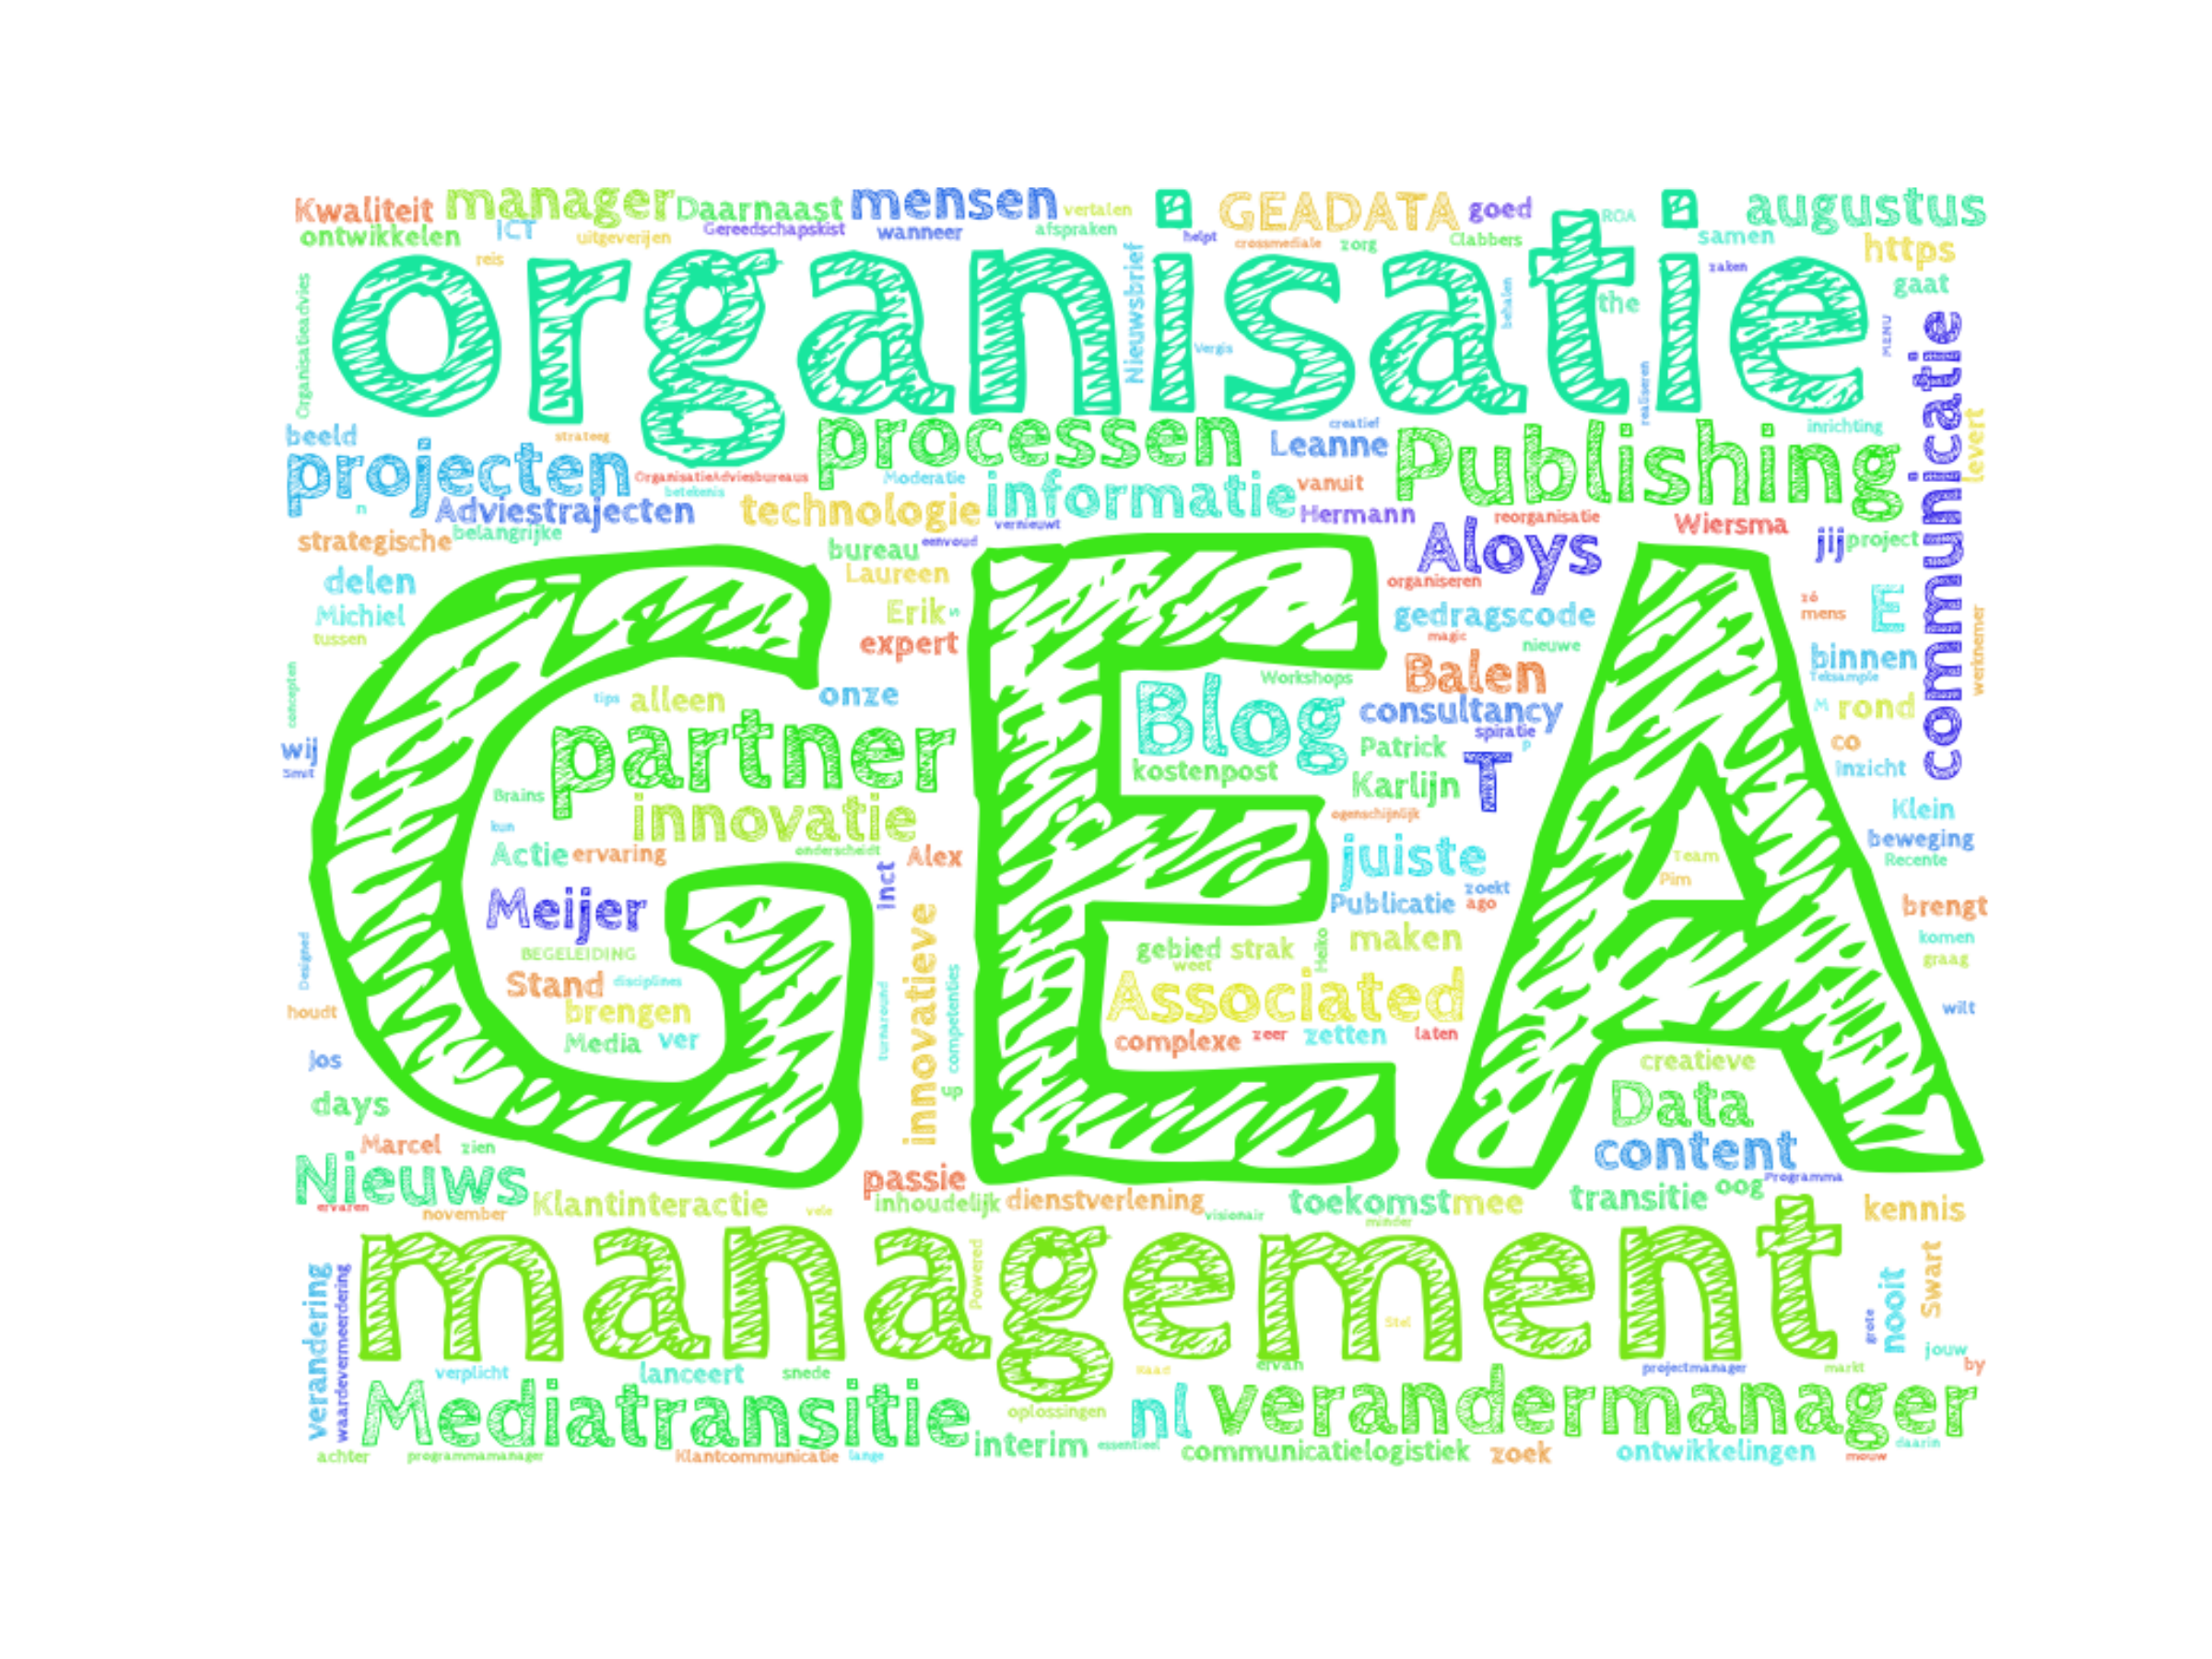 Kwaliteit manager Daarnaast mensen vertalen GEADATA goed ROA augustus
ontwikkelen ICT uitgeverijen Gereedschapskist wanneer afspraken helpt crossmediale zorg Clabbers samen https
reis zaken gaat
organisatie
Organisatieadvies Nieuwsbrief Vergis behalen the realiseren MENU communicatie
beeld strateeg processen creatief Leanne Publishing inrichting levert
projecten OrganisatieAdviesbureaus Moderatie informatie vanuit
betekenis
n Adviestrajecten technologie vernieuwt Hermann reorganisatie Wiersma
strategische belangrijke bureau eenvoud Aloys jij project
delen Laureen organiseren
Michiel Erik gedragscode zó mens E
tussen expert magic nieuwe werknemer
GEA
concepten tips alleen onze Workshops Balen binnen
Teksample
partner Blog consultancy M rond
wij spiratie
Smit kostenpost Patrick P T co
Brains innovatie Karlijn inzicht
kun ogenschijnlijk Klein
Actie ervaring onderscheidt Alex juiste Team beweging
Inct Recente
Meijer Publicatie zoekt ago Pim brengt
BEGELEIDING innovatieve gebied strak Heiko maken komen
Designed weet graag
Stand disciplines competenties Associated
houdt brengen turnaround wilt
Media ver complexe zeer zetten laten
jos creatieve
days Data
Marcel zien content
Nieuws passie Programma
ervaren november Klantinteractie vele inhoudelijk dienstverlening visionair toekomst mee transitie oog kennis
minder
management
verandering waardevermeerdering Powered Stel grote nooit Swart
verplicht lanceert snede Raad ervan projectmanager markt jouw by
Mediatransitie oplossingen nl verandermanager
achter programmamanager Klantcommunicatie lange interim essentieel communicatielogistiek zoek ontwikkelingen mouw daarin